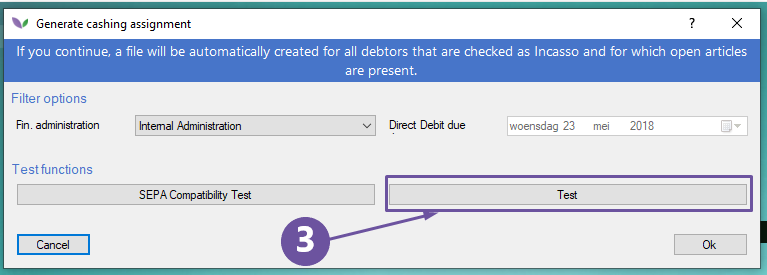 Generate cashing assignment
?
If you continue, a file will be automatically created for all debtors that are checked as Incasso and for which open articles
are present.
Filter options
Fin. administration Internal Administration Direct Debit due woensdag 23 mei 2018
Test functions
SEPA Compatibility Test Test
3
Cancel Ok